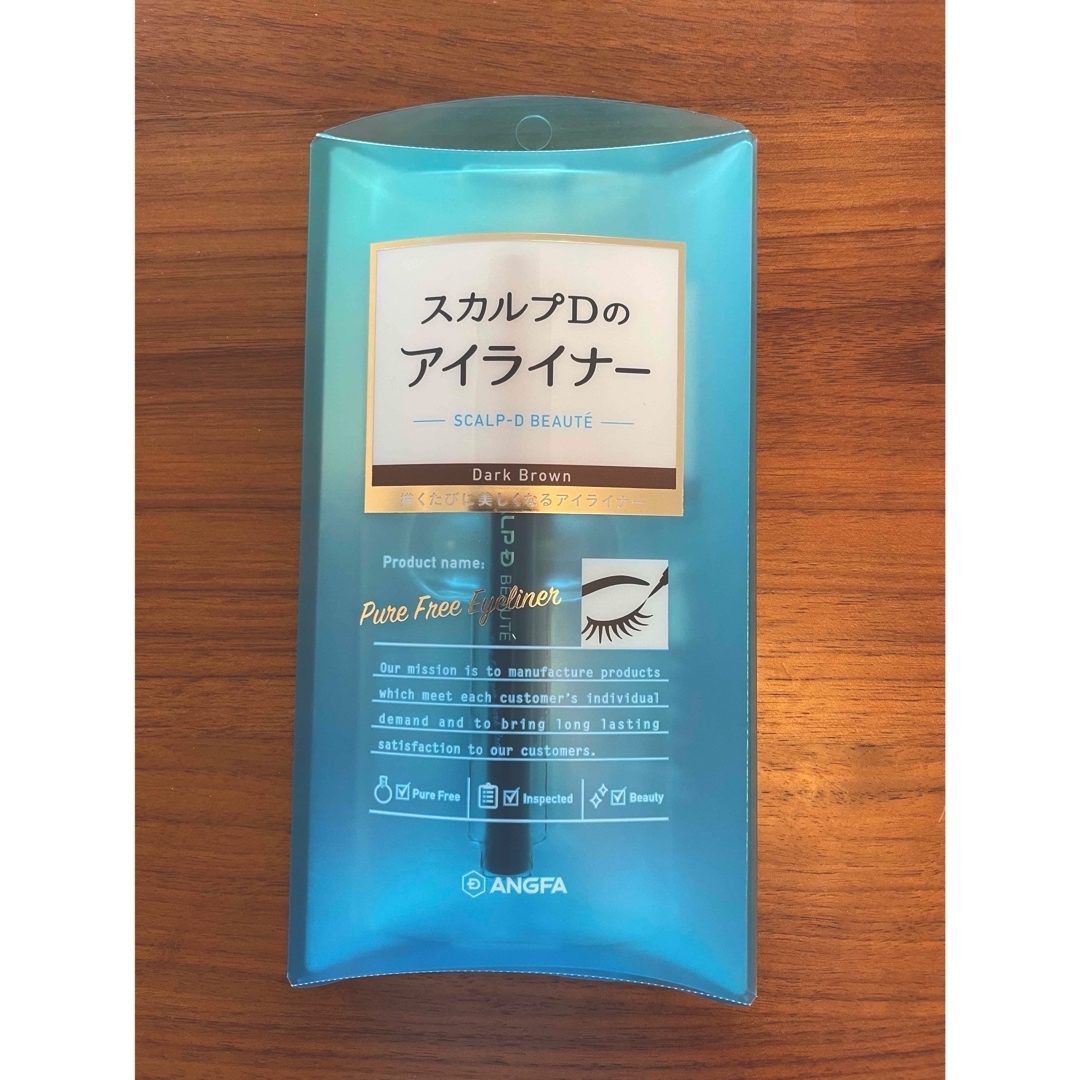 スカルプDの
アイライナー
SCALP-D BEAUTÉ
Dark Brown
描くたびに美しくなるアイライナー
LP-D BEAUTÉ
Product name:
Pure Free Eyeliner
Our mission is to manufacture products
which meet each customer's individual
demand and to bring long lasting
satisfaction to our customers.
Pure Free Inspected Beauty
ANGFA